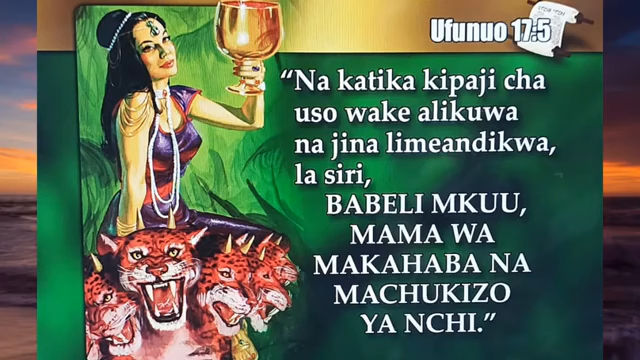 Ufunuo 17:5
“Na katika kipaji cha
uso wake alikuwa
na jina limeandikwa,
la siri,
BABELI MKUU,
MAMA WA
MAKAHABA NA
MACHUKIZO
YA NCHI.”